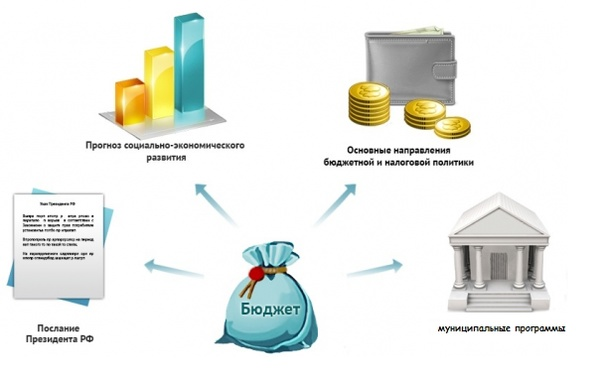 Прогноз социально-экономического
развития
Основные направления
бюджетной и налоговой политики
Послание
Президента РФ
Бюджет
муниципальные программы